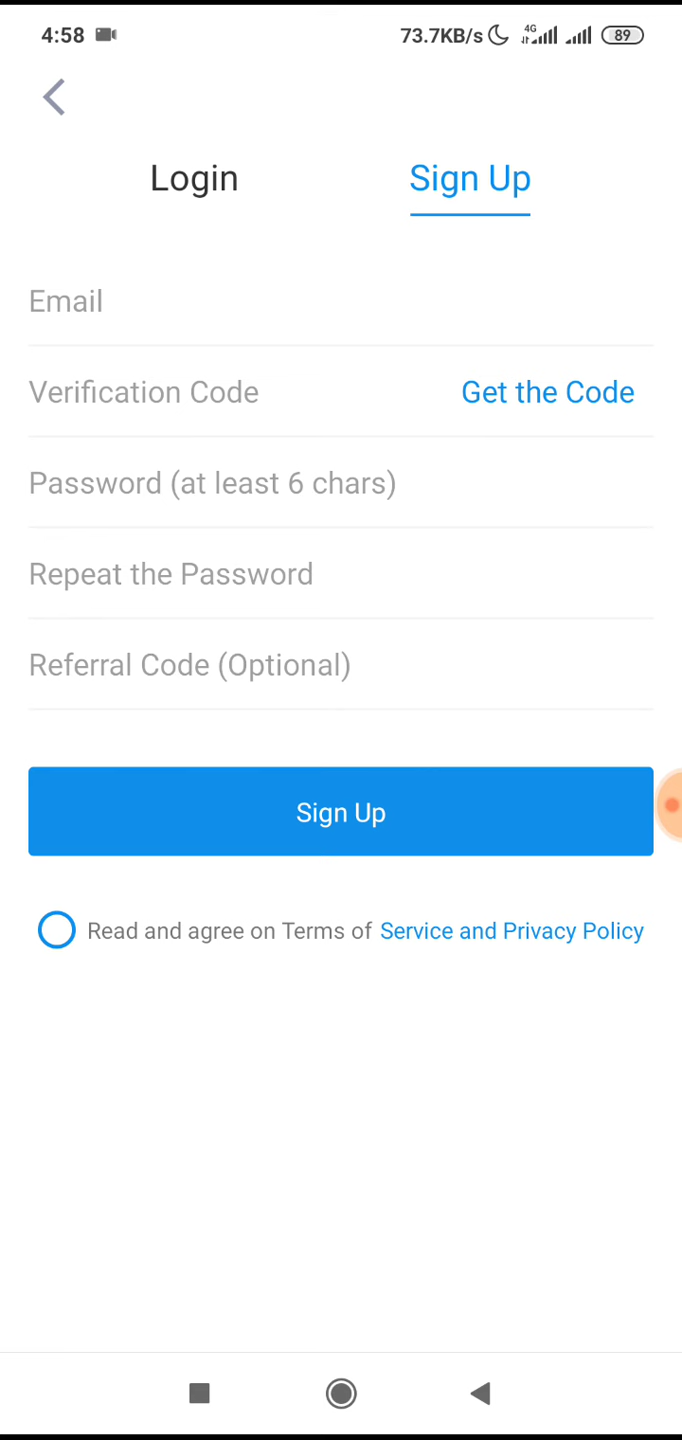 4:58 73.7KB/s 4G 89
Login Sign Up
Email
Verification Code Get the Code
Password (at least 6 chars)
Repeat the Password
Referral Code (Optional)
Sign Up
Read and agree on Terms of Service and Privacy Policy